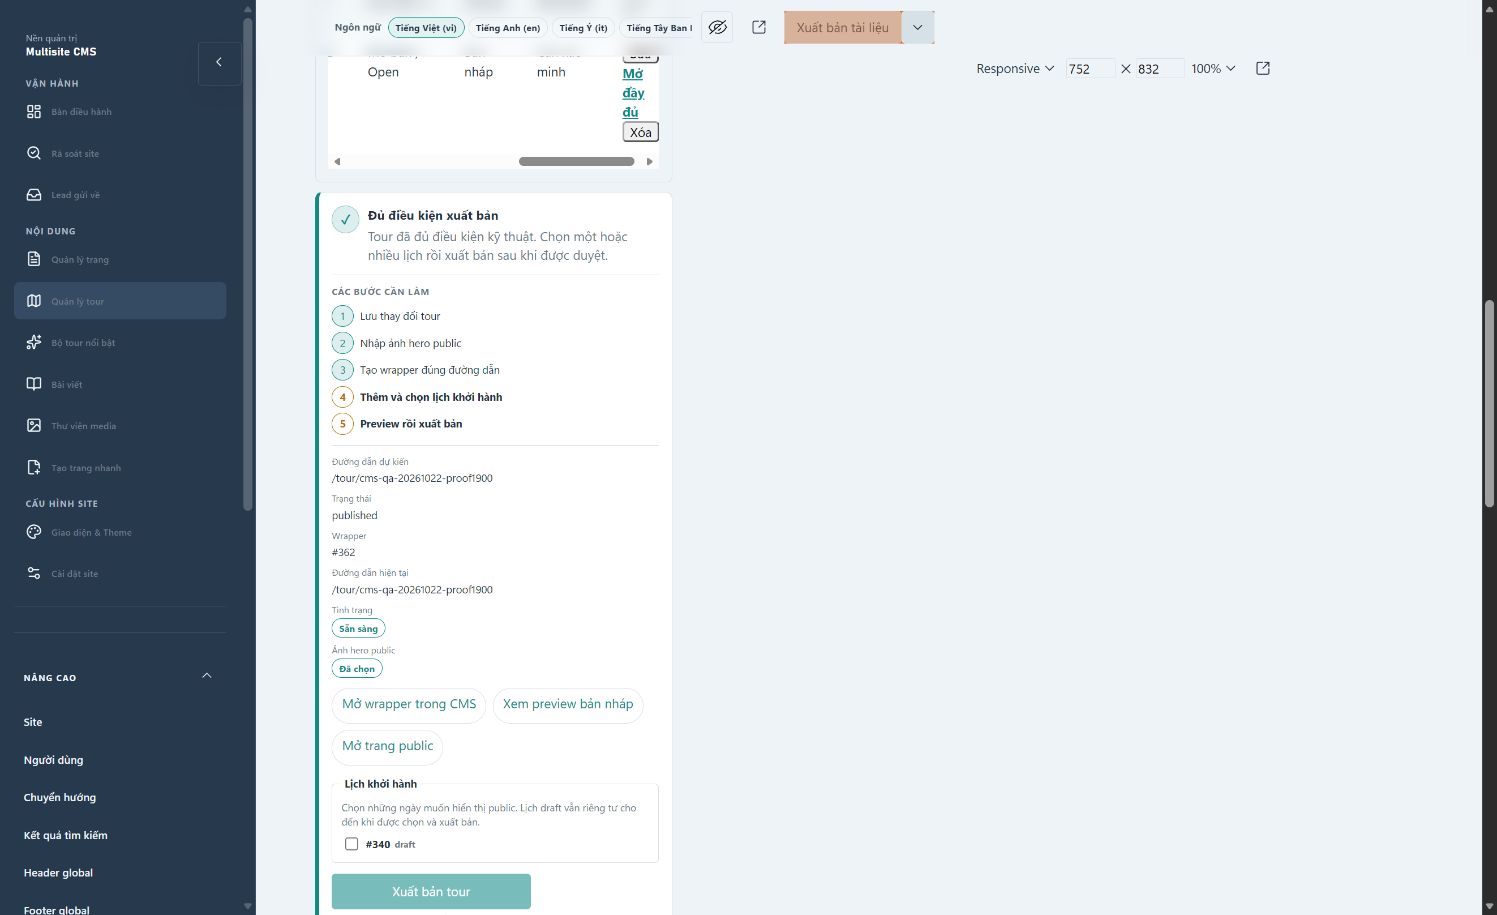 Nền quản trị
Multisite CMS
VẬN HÀNH
Bàn điều hành
Rà soát site
Lead gửi về
NỘI DUNG
Quản lý trang
Quản lý tour
Bộ tour nổi bật
Bài viết
Thư viện media
Tạo trang nhanh
CẤU HÌNH SITE
Giao diện & Theme
Cài đặt site
NÂNG CAO
Site
Người dùng
Chuyển hướng
Kết quả tìm kiếm
Header global
Footer global
Ngôn ngữ Tiếng Việt (vi) Tiếng Anh (en) Tiếng Ý (it) Tiếng Tây Ban
Xuất bản tài liệu
Responsive 752 × 832 100%
Open
nháp
minh
Mở
đầy
đủ
Xóa
Đủ điều kiện xuất bản
Tour đã đủ điều kiện kỹ thuật. Chọn một hoặc
nhiều lịch rồi xuất bản sau khi được duyệt.
CÁC BƯỚC CẦN LÀM
1 Lưu thay đổi tour
2 Nhập ảnh hero public
3 Tạo wrapper đúng đường dẫn
4 Thêm và chọn lịch khởi hành
5 Preview rồi xuất bản
Đường dẫn dự kiến
/tour/cms-qa-20261022-proof1900
Trạng thái
published
Wrapper
#362
Đường dẫn hiện tại
/tour/cms-qa-20261022-proof1900
Tình trạng
Sẵn sàng
Ảnh hero public
Đã chọn
Mở wrapper trong CMS
Xem preview bản nháp
Mở trang public
Lịch khởi hành
Chọn những ngày muốn hiển thị public. Lịch draft vẫn riêng tư cho
đến khi được chọn và xuất bản.
#340 draft
Xuất bản tour